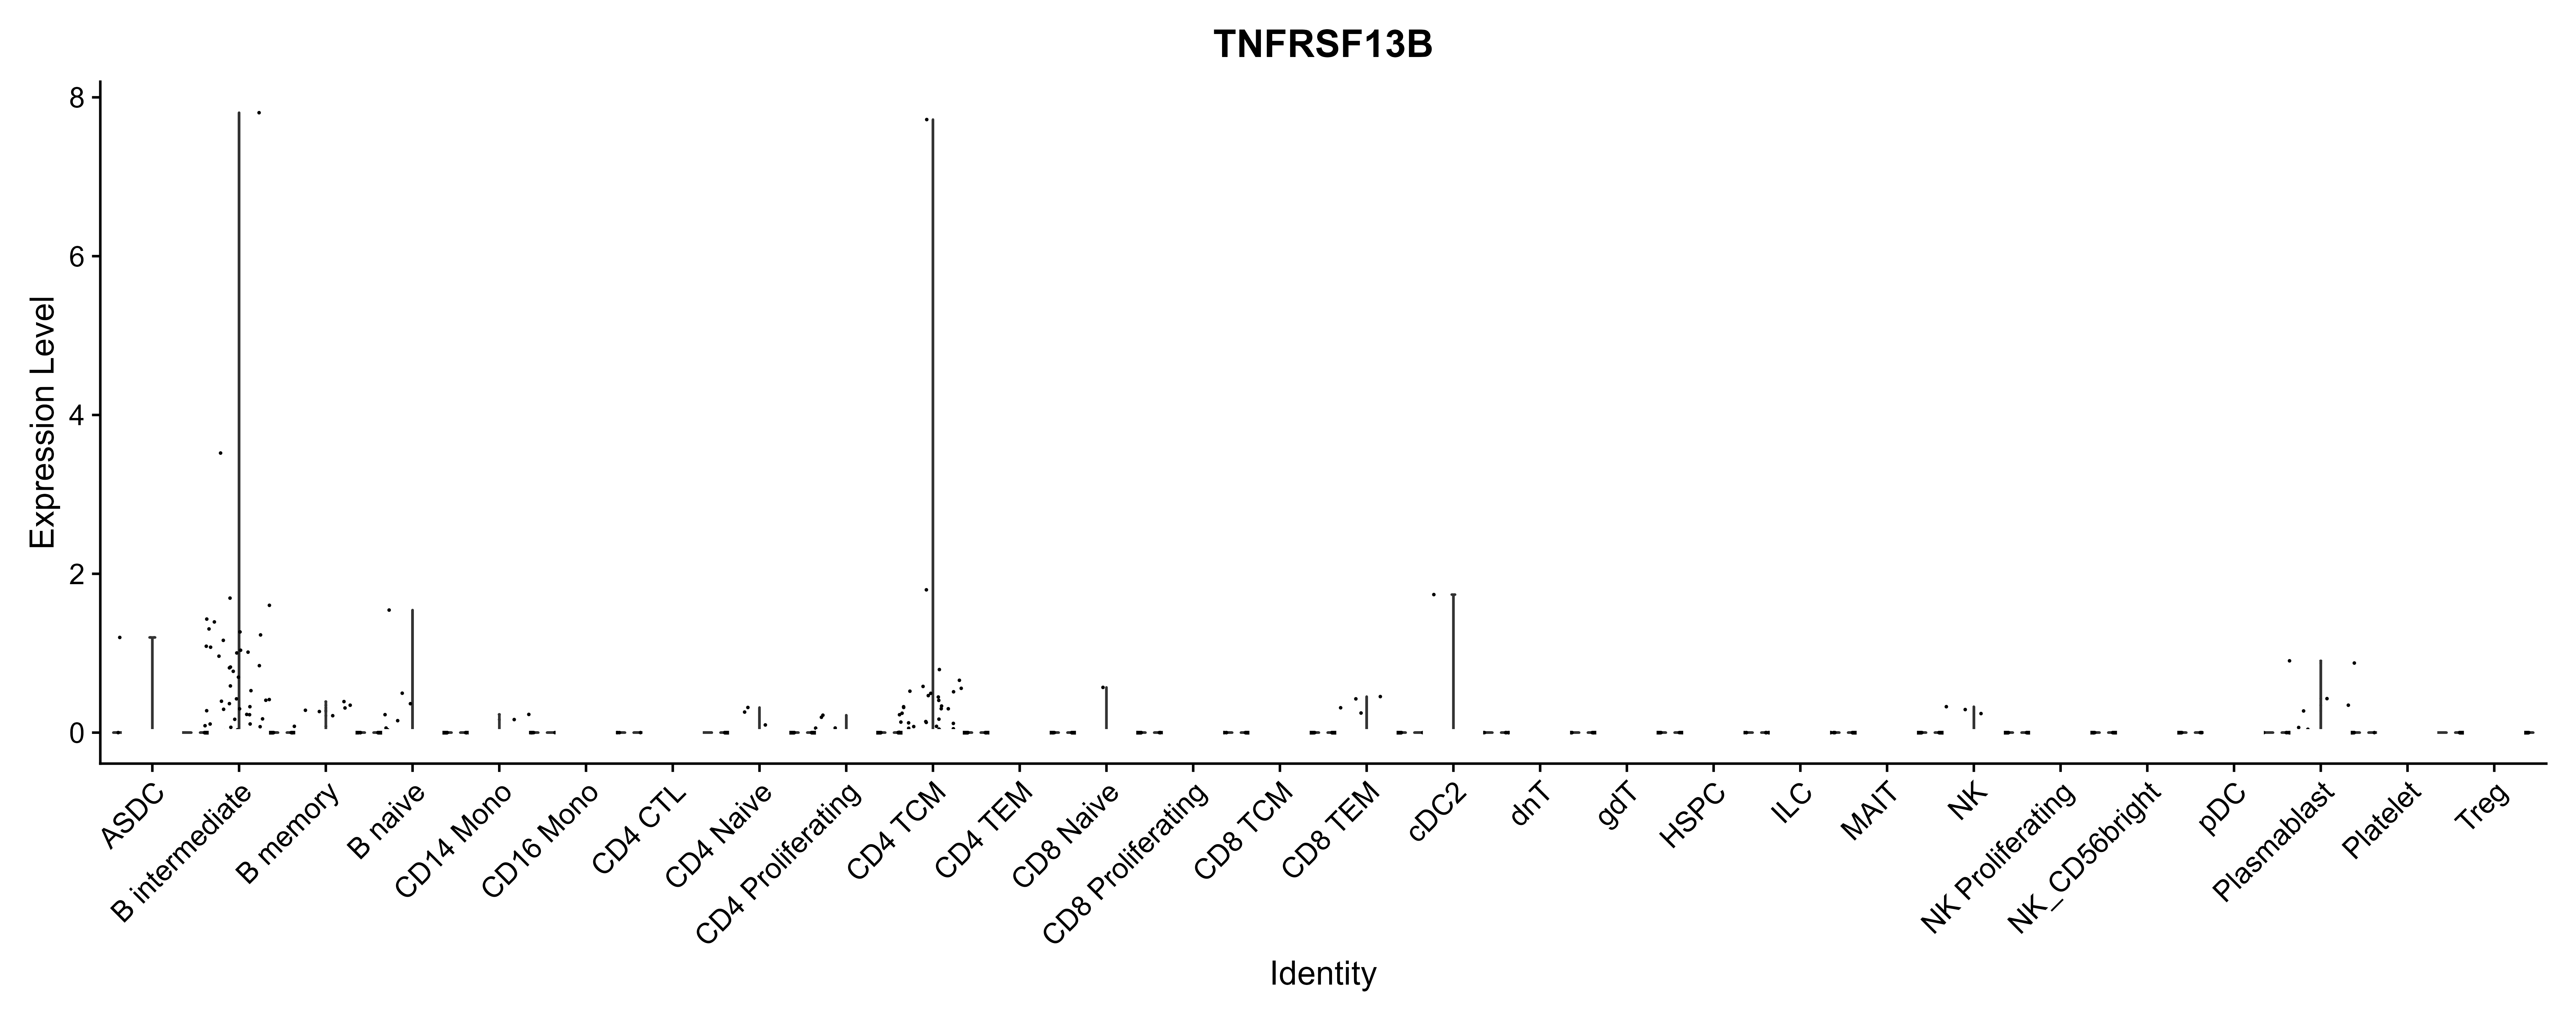 TNFRSF13B
Expression Level
8
6
4
2
0
ASDC
B intermediate
B memory
B naive
CD14 Mono
CD16 Mono
CD4 CTL
CD4 Naive
CD4 Proliferating
CD4 TCM
CD4 TEM
CD8 Naive
CD8 Proliferating
CD8 TCM
CD8 TEM
cDC2
dnT
gdT
HSPC
ILC
MAIT
NK
NK Proliferating
NK_CD56bright
pDC
Plasmablast
Platelet
Treg
Identity